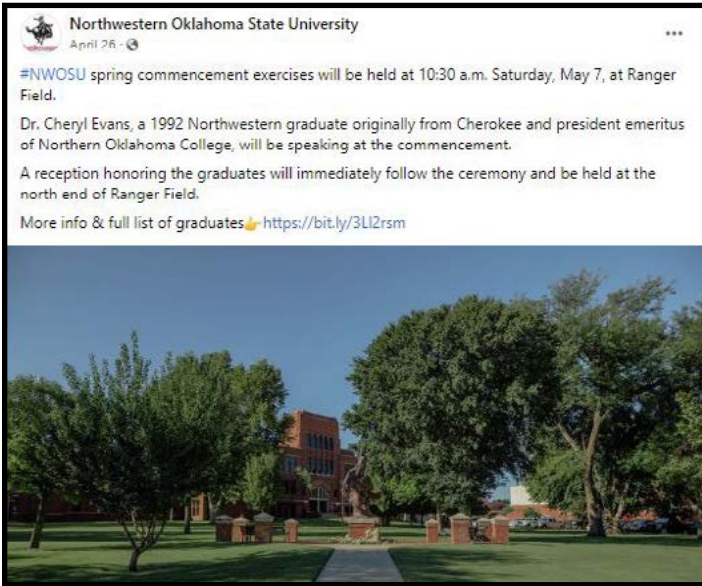 Northwestern Oklahoma State University
April 26 ·
#NWOSU spring commencement exercises will be held at 10:30 a.m. Saturday, May 7, at Ranger
Field.
Dr. Cheryl Evans, a 1992 Northwestern graduate originally from Cherokee and president emeritus
of Northern Oklahoma College, will be speaking at the commencement.
A reception honoring the graduates will immediately follow the ceremony and be held at the
north end of Ranger Field.
More info & full list of graduates👉https://bit.ly/3Ll2rsm